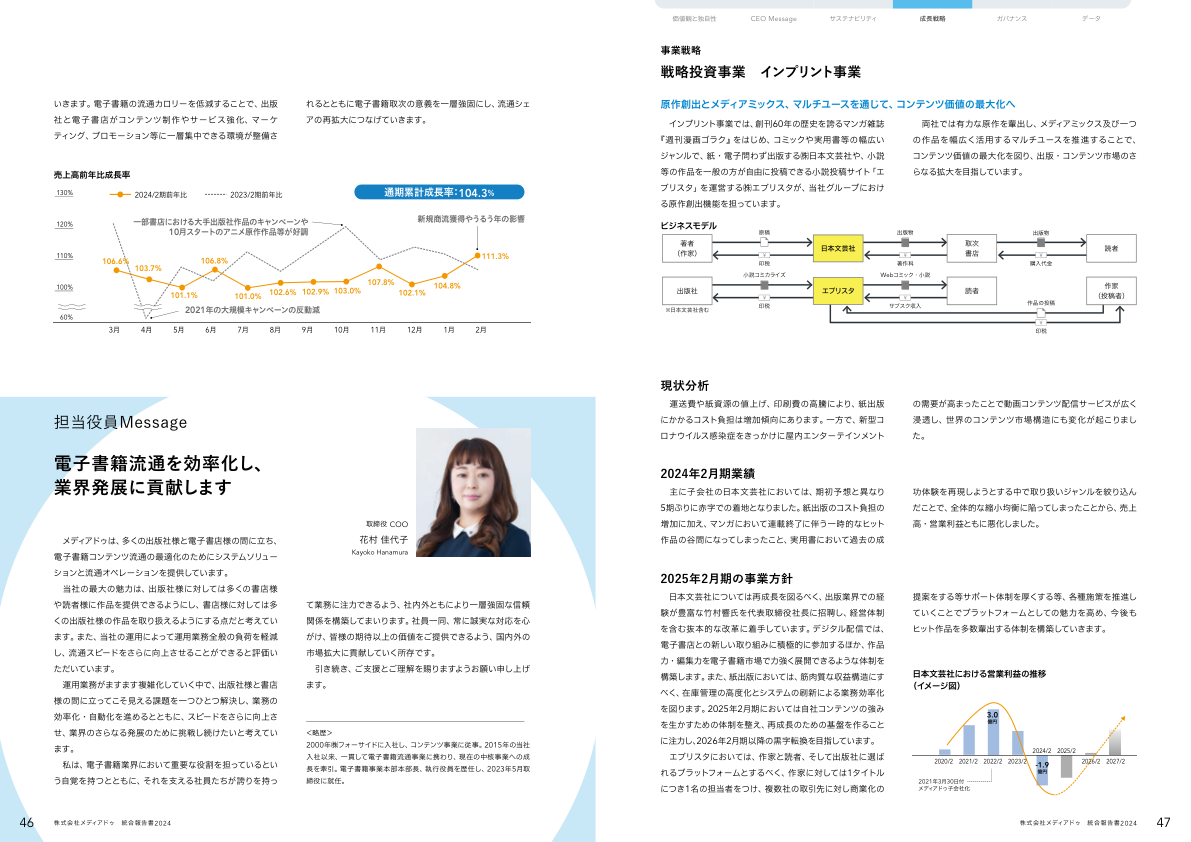 いきます。電子書籍の流通カロリーを低減することで、出版
社と電子書店がコンテンツ制作やサービス強化、マーケ
ティング、プロモーション等に一層集中できる環境が整備さ
れるとともに電子書籍取次の意義を一層強固にし、流通シェ
アの再拡大につなげていきます。
売上高前年比成長率
130%
120%
110%
100%
60%
2024/2期前年比
2023/2期前年比
通期累計成長率:104.3%
一部書店における大手出版社作品のキャンペーンや
10月スタートのアニメ原作作品等が好調
新規商流獲得やうるう年の影響
106.6%
103.7%
101.1%
106.8%
101.0%
102.6%
102.9%
103.0%
107.8%
102.1%
104.8%
111.3%
2021年の大規模キャンペーンの反動減
3月
4月
5月
6月
7月
8月
9月
10月
11月
12月
1月
2月
担当役員Message
電子書籍流通を効率化し、
業界発展に貢献します
取締役 COO
花村 佳代子
Kayoko Hanamura
メディアドゥは、多くの出版社様と電子書店様の間に立ち、
電子書籍コンテンツ流通の最適化のためにシステムソリュー
ションと流通オペレーションを提供しています。
当社の最大の魅力は、出版社様に対しては多くの書店様
や読者様に作品を提供できるようにし、書店様に対しては多
くの出版社様の作品を取り扱えるようにする点だと考えてい
ます。また、当社の運用によって運用業務全般の負荷を軽減
し、流通スピードをさらに向上させることができると評価い
ただいています。
運用業務がますます複雑化していく中で、出版社様と書店
様の間に立ってこそ見える課題を一つひとつ解決し、業務の
効率化・自動化を進めるとともに、スピードをさらに向上さ
せ、業界のさらなる発展のために挑戦し続けたいと考えてい
ます。
私は、電子書籍業界において重要な役割を担っているとい
う自覚を持つとともに、それを支える社員たちが誇りを持っ
て業務に注力できるよう、社内外ともにより一層強固な信頼
関係を構築してまいります。社員一同、常に誠実な対応を心
がけ、皆様の期待以上の価値をご提供できるよう、国内外の
市場拡大に貢献していく所存です。
引き続き、ご支援とご理解を賜りますようお願い申し上げ
ます。
<略歴>
2000年㈱フォーサイドに入社し、コンテンツ事業に従事。2015年の当社
入社以来、一貫して電子書籍流通事業に携わり、現在の中核事業への成
長を牽引。電子書籍事業本部本部長、執行役員を歴任し、2023年5月取
締役に就任。
46
株式会社メディアドゥ 統合報告書2024
価値観と独自性
CEO Message
サステナビリティ
成長戦略
ガバナンス
データ
事業戦略
戦略投資事業 インプリント事業
原作創出とメディアミックス、マルチユースを通じて、コンテンツ価値の最大化へ
インプリント事業では、創刊60年の歴史を誇るマンガ雑誌
『週刊漫画ゴラク』をはじめ、コミックや実用書等の幅広い
ジャンルで、紙・電子問わず出版する㈱日本文芸社や、小説
等の作品を一般の方が自由に投稿できる小説投稿サイト「エ
ブリスタ」を運営する㈱エブリスタが、当社グループにおけ
る原作創出機能を担っています。
両社では有力な原作を輩出し、メディアミックス及び一つ
の作品を幅広く活用するマルチユースを推進することで、
コンテンツ価値の最大化を図り、出版・コンテンツ市場のさ
らなる拡大を目指しています。
ビジネスモデル
著者
(作家)
原稿
¥
印税
日本文芸社
出版物
¥
著作料
取次
書店
出版物
¥
購入代金
読者
出版社
※日本文芸社含む
小説コミカライズ
¥
印税
エブリスタ
Webコミック・小説
¥
サブスク収入
読者
作品の投稿
¥
印税
作家
(投稿者)
現状分析
運送費や紙資源の値上げ、印刷費の高騰により、紙出版
にかかるコスト負担は増加傾向にあります。一方で、新型コ
ロナウイルス感染症をきっかけに屋内エンターテインメント
の需要が高まったことで動画コンテンツ配信サービスが広く
浸透し、世界のコンテンツ市場構造にも変化が起こりまし
た。
2024年2月期業績
主に子会社の日本文芸社においては、期初予想と異なり
5期ぶりに赤字での着地となりました。紙出版のコスト負担の
増加に加え、マンガにおいて連載終了に伴う一時的なヒット
作品の谷間になってしまったこと、実用書において過去の成
功体験を再現しようとする中で取り扱いジャンルを絞り込ん
だことで、全体的な縮小均衡に陥ってしまったことから、売上
高・営業利益ともに悪化しました。
2025年2月期の事業方針
日本文芸社については再成長を図るべく、出版業界での経
験が豊富な竹村響氏を代表取締役社長に招聘し、経営体制
を含む抜本的な改革に着手しています。デジタル配信では、
電子書店との新しい取り組みに積極的に参加するほか、作品
力・編集力を電子書籍市場で力強く展開できるような体制を
構築します。また、紙出版においては、筋肉質な収益構造にす
べく、在庫管理の高度化とシステムの刷新による業務効率化
を図ります。2025年2月期においては自社コンテンツの強み
を生かすための体制を整え、再成長のための基盤を作ること
に注力し、2026年2月期以降の黒字転換を目指しています。
エブリスタにおいては、作家と読者、そして出版社に選ば
れるプラットフォームとするべく、作家に対しては1タイトル
につき1名の担当者をつけ、複数社の取引先に対し商業化の
提案をする等サポート体制を厚くする等、各種施策を推進し
ていくことでプラットフォームとしての魅力を高め、今後も
ヒット作品を多数輩出する体制を構築していきます。
日本文芸社における営業利益の推移
(イメージ図)
3.0
億円
-1.9
億円
2020/2
2021/2
2022/2
2023/2
2024/2
2025/2
2026/2
2027/2
2021年3月30日付
メディアドゥ子会社化
株式会社メディアドゥ 統合報告書2024
47